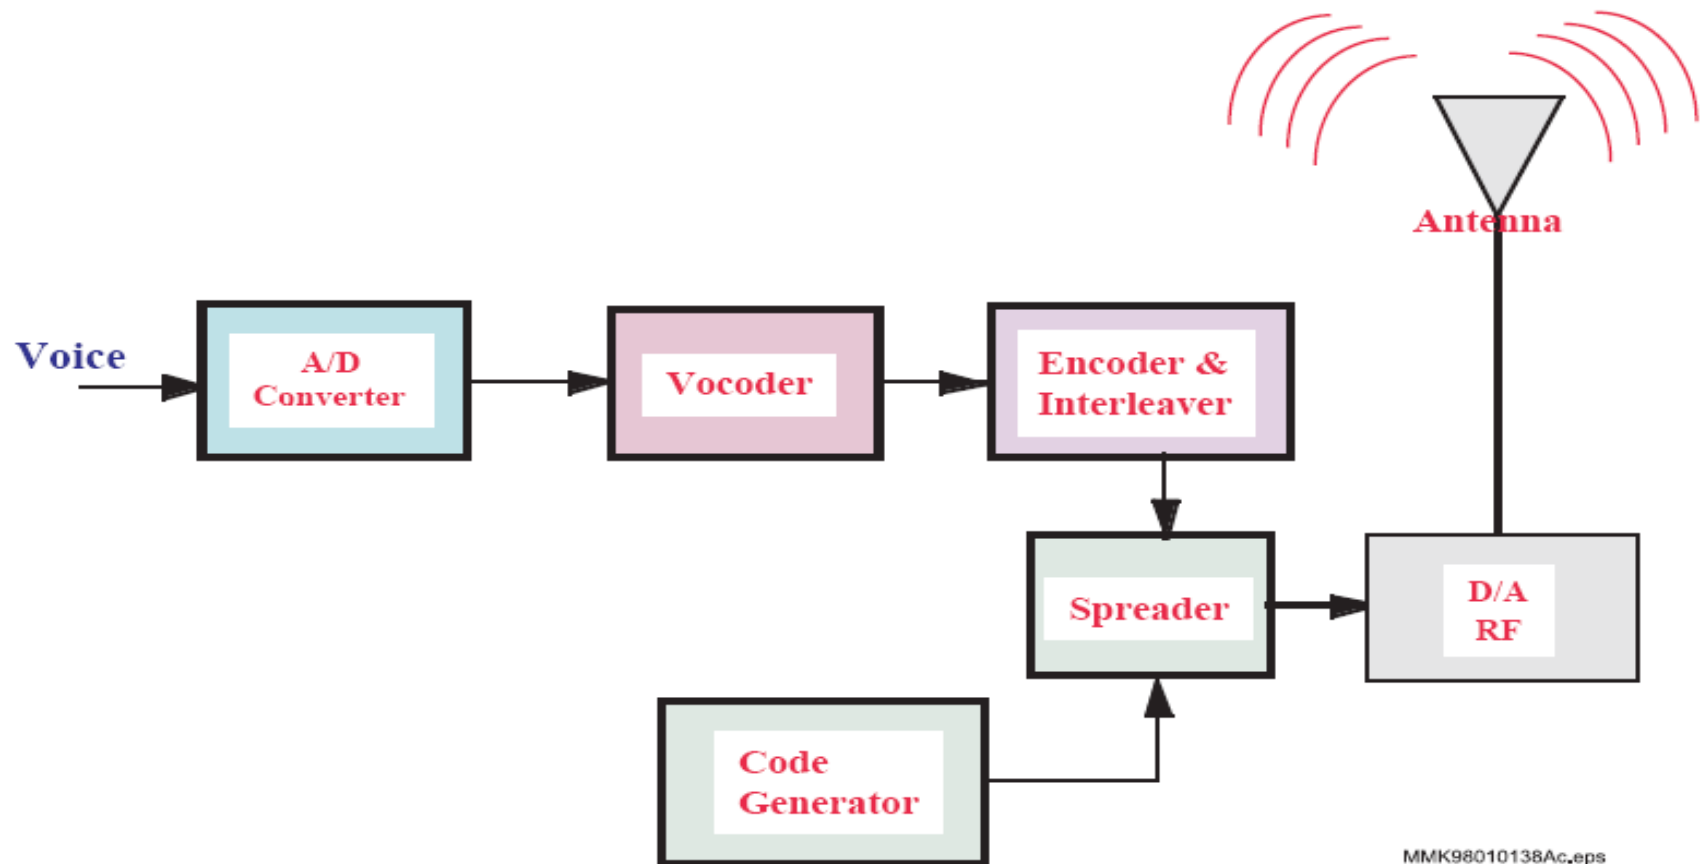 Antenna
Voice
A/D
Converter
Vocoder
Encoder &
Interleaver
Spreader
D/A
RF
Code
Generator
MMK98010138Ac.eps